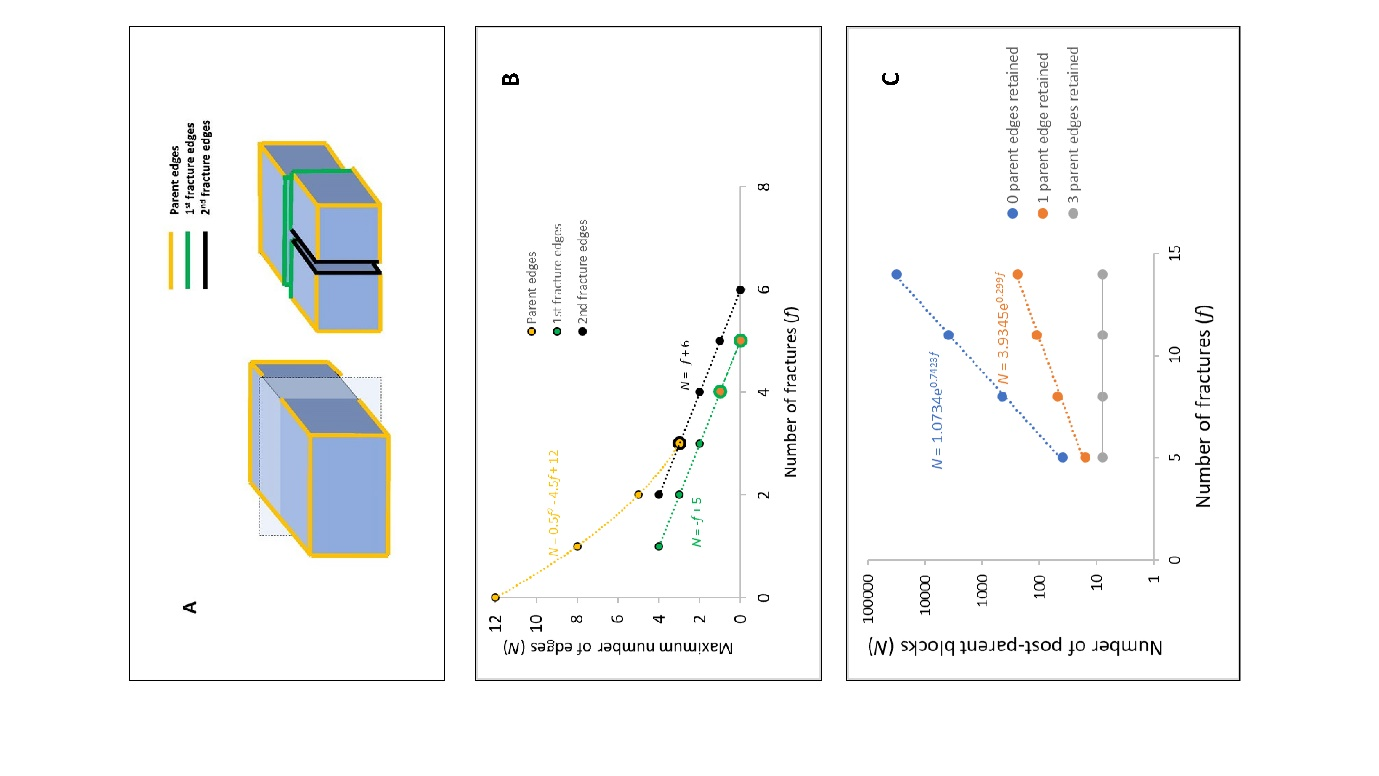 A
Parent edges
1st fracture edges
2nd fracture edges
B
Maximum number of edges (N)
12
10
8
6
4
2
0
0
2
4
6
8
Number of fractures (f)
N = 0.5f² - 4.5f + 12
N = -f + 5
N = f + 6
Parent edges
1st fracture edges
2nd fracture edges
C
Number of post-parent blocks (N)
100000
10000
1000
100
10
1
0
5
10
15
Number of fractures (f)
N = 1.0734e^0.7423f
N = 3.9345e^0.299f
0 parent edges retained
1 parent edge retained
3 parent edges retained